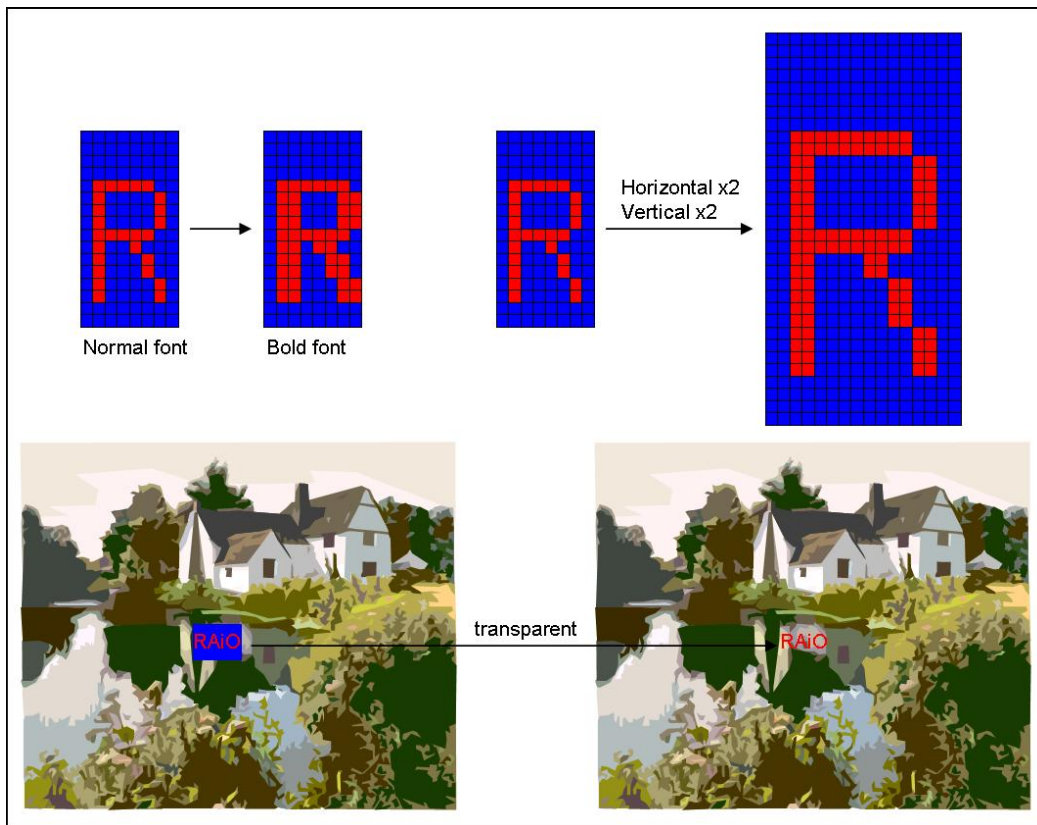 Horizontal x2
Vertical x2
Normal font
Bold font
RAiO
transparent
RAiO